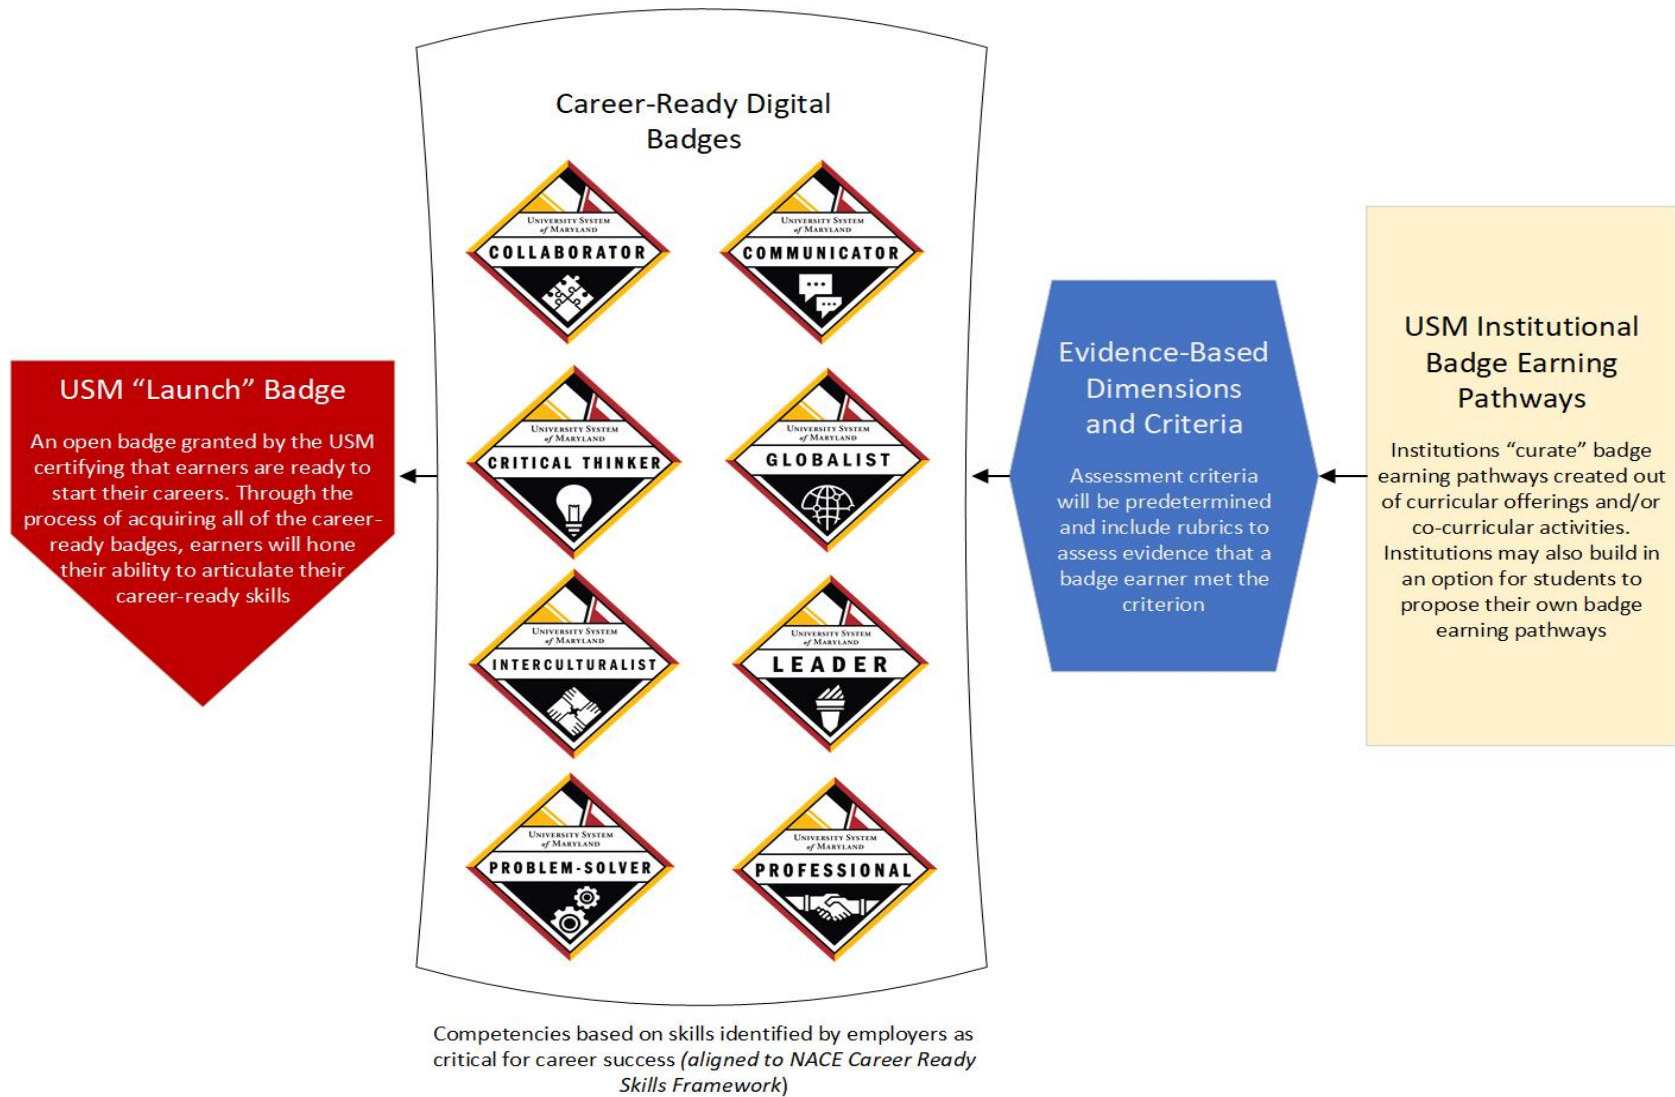 Career-Ready Digital
Badges
UNIVERSITY SYSTEM
of MARYLAND
COLLABORATOR
UNIVERSITY SYSTEM
of MARYLAND
COMMUNICATOR
UNIVERSITY SYSTEM
of MARYLAND
CRITICAL THINKER
UNIVERSITY SYSTEM
of MARYLAND
GLOBALIST
UNIVERSITY SYSTEM
of MARYLAND
INTERCULTURALIST
UNIVERSITY SYSTEM
of MARYLAND
LEADER
UNIVERSITY SYSTEM
of MARYLAND
PROBLEM-SOLVER
UNIVERSITY SYSTEM
of MARYLAND
PROFESSIONAL
USM “Launch” Badge
An open badge granted by the USM
certifying that earners are ready to
start their careers. Through the
process of acquiring all of the career-
ready badges, earners will hone
their ability to articulate their
career-ready skills
Evidence-Based
Dimensions
and Criteria
Assessment criteria
will be predetermined
and include rubrics to
assess evidence that a
badge earner met the
criterion
USM Institutional
Badge Earning
Pathways
Institutions “curate” badge
earning pathways created out
of curricular offerings and/or
co-curricular activities.
Institutions may also build in
an option for students to
propose their own badge
earning pathways
Competencies based on skills identified by employers as
critical for career success (aligned to NACE Career Ready
Skills Framework)